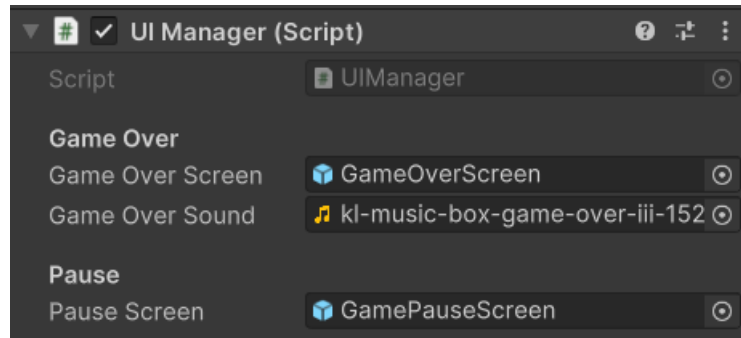 UI Manager (Script)
Script UIManager
Game Over
Game Over Screen GameOverScreen
Game Over Sound kl-music-box-game-over-iii-152
Pause
Pause Screen GamePauseScreen